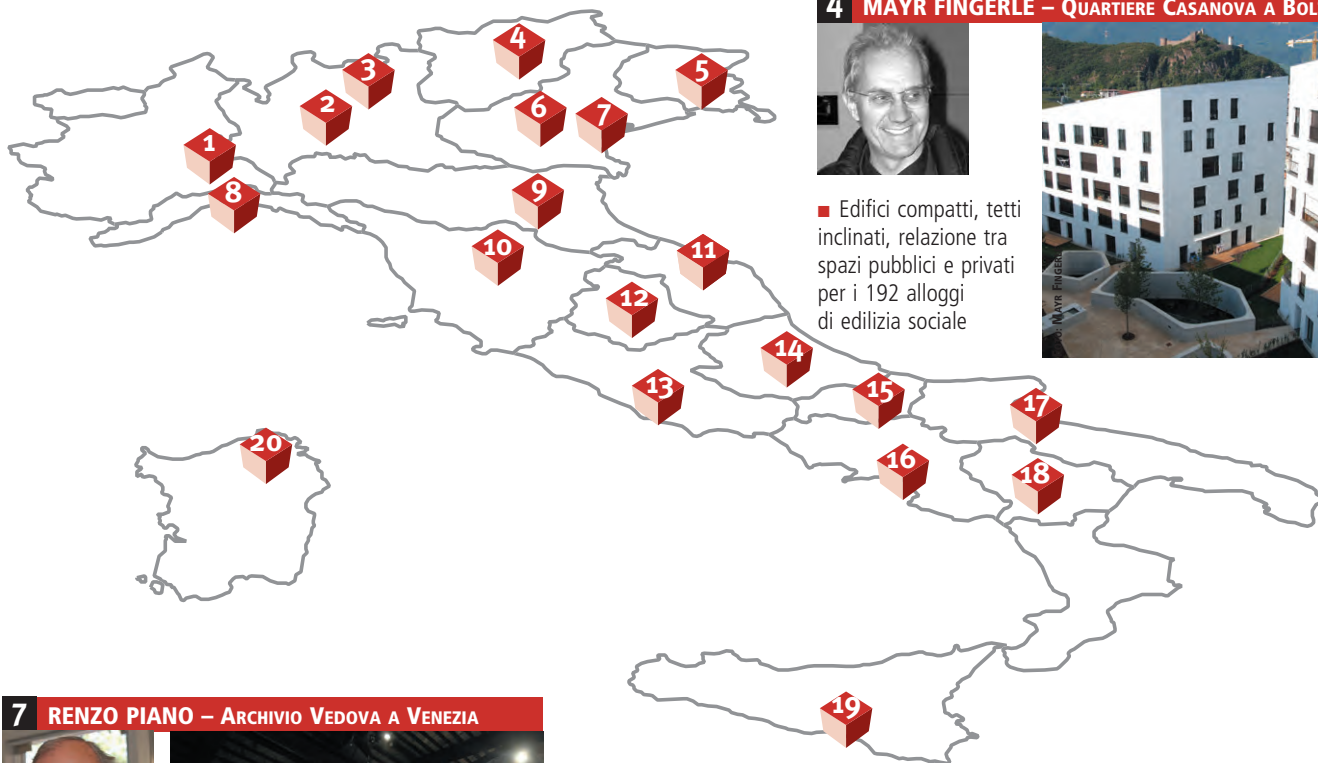 4 MAYR FINGERLE – QUARTIERE CASANOVA A BOL
4
3
5
2
6
7
1
8
9
10
11
12
14
13
15
17
16
18
20
19
■ Edifici compatti, tetti
inclinati, relazione tra
spazi pubblici e privati
per i 192 alloggi
di edilizia sociale
MAYR FINGERL
7 RENZO PIANO – ARCHIVIO VEDOVA A VENEZIA